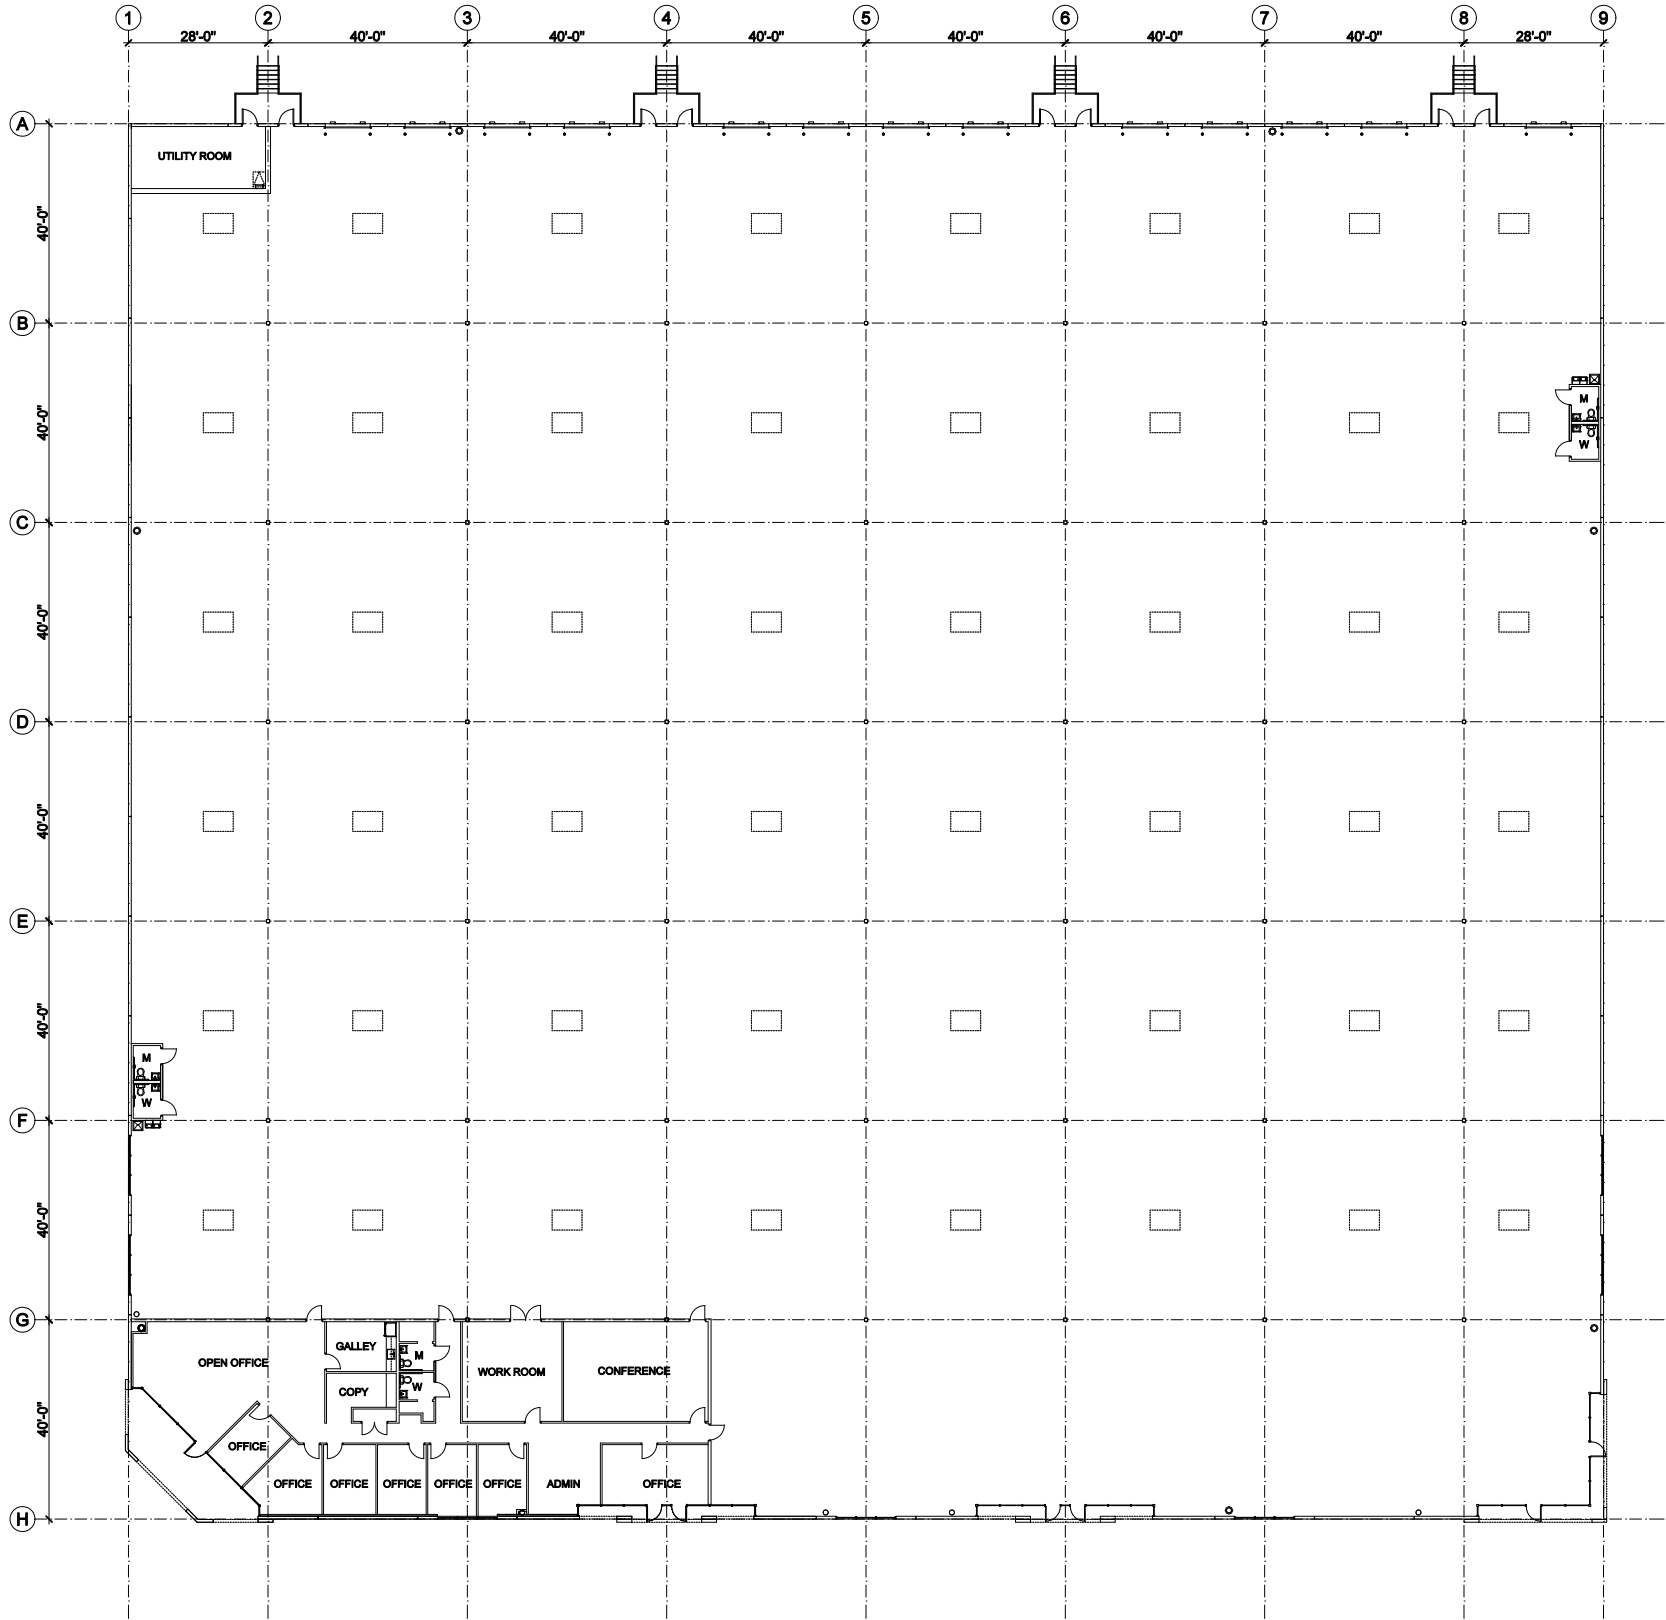 1 2 3 4 5 6 7 8 9
28'-0" 40'-0" 40'-0" 40'-0" 40'-0" 40'-0" 40'-0" 28'-0"
A
UTILITY ROOM
40'-0"
B
M
40'-0"
W
C
40'-0"
D
40'-0"
E
40'-0"
M
W
F
40'-0"
G
GALLEY
M
OPEN OFFICE
WORK ROOM
CONFERENCE
W
COPY
40'-0"
OFFICE
OFFICE OFFICE OFFICE OFFICE OFFICE ADMIN OFFICE
H